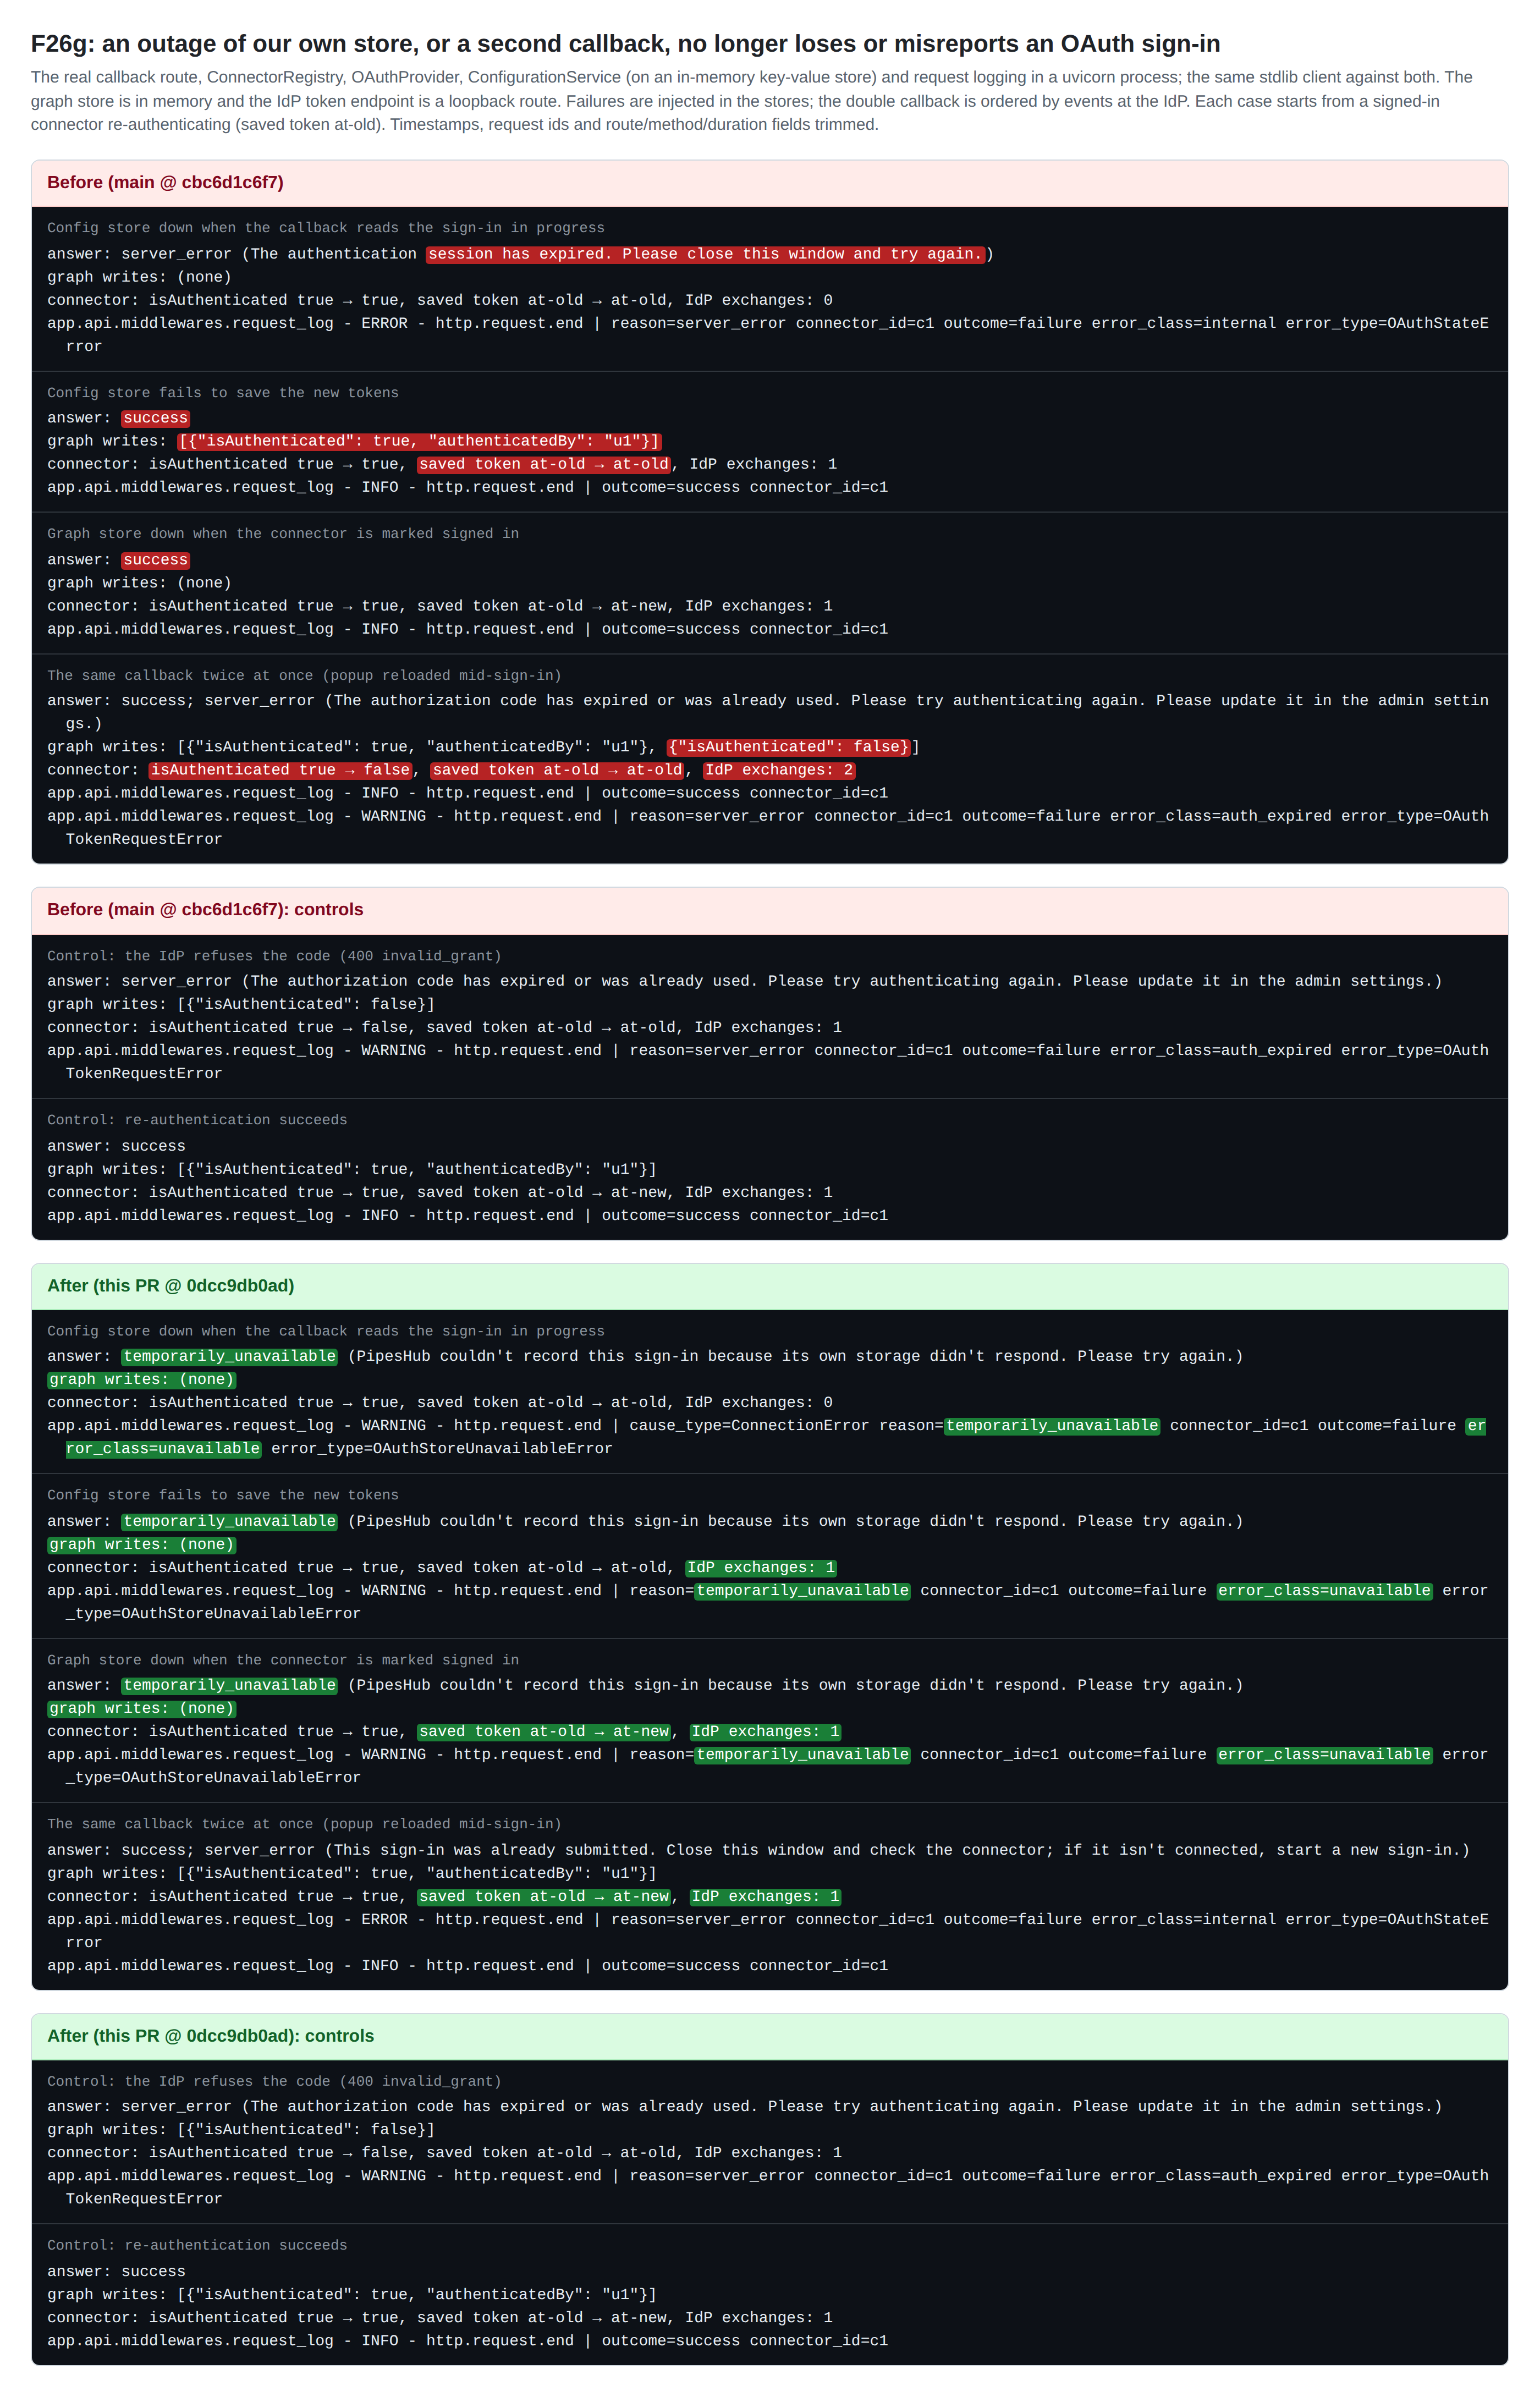 F26g: an outage of our own store, or a second callback, no longer loses or misreports an OAuth sign-in
The real callback route, ConnectorRegistry, OAuthProvider, ConfigurationService (on an in-memory key-value store) and request logging in a uvicorn process; the same stdlib client against both. The
graph store is in memory and the IdP token endpoint is a loopback route. Failures are injected in the stores; the double callback is ordered by events at the IdP. Each case starts from a signed-in
connector re-authenticating (saved token at-old). Timestamps, request ids and route/method/duration fields trimmed.
Before (main @ cbc6d1c6f7)
Config store down when the callback reads the sign-in in progress
answer: server_error (The authentication session has expired. Please close this window and try again.)
graph writes: (none)
connector: isAuthenticated true → true, saved token at-old → at-old, IdP exchanges: 0
app.api.middlewares.request_log - ERROR - http.request.end | reason=server_error connector_id=c1 outcome=failure error_class=internal error_type=OAuthStateE
rror
Config store fails to save the new tokens
answer: success
graph writes: [{"isAuthenticated": true, "authenticatedBy": "u1"}]
connector: isAuthenticated true → true, saved token at-old → at-old, IdP exchanges: 1
app.api.middlewares.request_log - INFO - http.request.end | outcome=success connector_id=c1
Graph store down when the connector is marked signed in
answer: success
graph writes: (none)
connector: isAuthenticated true → true, saved token at-old → at-new, IdP exchanges: 1
app.api.middlewares.request_log - INFO - http.request.end | outcome=success connector_id=c1
The same callback twice at once (popup reloaded mid-sign-in)
answer: success; server_error (The authorization code has expired or was already used. Please try authenticating again. Please update it in the admin settin
gs.)
graph writes: [{"isAuthenticated": true, "authenticatedBy": "u1"}, {"isAuthenticated": false}]
connector: isAuthenticated true → false, saved token at-old → at-old, IdP exchanges: 2
app.api.middlewares.request_log - INFO - http.request.end | outcome=success connector_id=c1
app.api.middlewares.request_log - WARNING - http.request.end | reason=server_error connector_id=c1 outcome=failure error_class=auth_expired error_type=OAuth
TokenRequestError
Before (main @ cbc6d1c6f7): controls
Control: the IdP refuses the code (400 invalid_grant)
answer: server_error (The authorization code has expired or was already used. Please try authenticating again. Please update it in the admin settings.)
graph writes: [{"isAuthenticated": false}]
connector: isAuthenticated true → false, saved token at-old → at-old, IdP exchanges: 1
app.api.middlewares.request_log - WARNING - http.request.end | reason=server_error connector_id=c1 outcome=failure error_class=auth_expired error_type=OAuth
TokenRequestError
Control: re-authentication succeeds
answer: success
graph writes: [{"isAuthenticated": true, "authenticatedBy": "u1"}]
connector: isAuthenticated true → true, saved token at-old → at-new, IdP exchanges: 1
app.api.middlewares.request_log - INFO - http.request.end | outcome=success connector_id=c1
After (this PR @ 0dcc9db0ad)
Config store down when the callback reads the sign-in in progress
answer: temporarily_unavailable (PipesHub couldn't record this sign-in because its own storage didn't respond. Please try again.)
graph writes: (none)
connector: isAuthenticated true → true, saved token at-old → at-old, IdP exchanges: 0
app.api.middlewares.request_log - WARNING - http.request.end | cause_type=ConnectionError reason=temporarily_unavailable connector_id=c1 outcome=failure er
ror_class=unavailable error_type=OAuthStoreUnavailableError
Config store fails to save the new tokens
answer: temporarily_unavailable (PipesHub couldn't record this sign-in because its own storage didn't respond. Please try again.)
graph writes: (none)
connector: isAuthenticated true → true, saved token at-old → at-old, IdP exchanges: 1
app.api.middlewares.request_log - WARNING - http.request.end | reason=temporarily_unavailable connector_id=c1 outcome=failure error_class=unavailable error
_type=OAuthStoreUnavailableError
Graph store down when the connector is marked signed in
answer: temporarily_unavailable (PipesHub couldn't record this sign-in because its own storage didn't respond. Please try again.)
graph writes: (none)
connector: isAuthenticated true → true, saved token at-old → at-new, IdP exchanges: 1
app.api.middlewares.request_log - WARNING - http.request.end | reason=temporarily_unavailable connector_id=c1 outcome=failure error_class=unavailable error
_type=OAuthStoreUnavailableError
The same callback twice at once (popup reloaded mid-sign-in)
answer: success; server_error (This sign-in was already submitted. Close this window and check the connector; if it isn't connected, start a new sign-in.)
graph writes: [{"isAuthenticated": true, "authenticatedBy": "u1"}]
connector: isAuthenticated true → true, saved token at-old → at-new, IdP exchanges: 1
app.api.middlewares.request_log - ERROR - http.request.end | reason=server_error connector_id=c1 outcome=failure error_class=internal error_type=OAuthStateE
rror
app.api.middlewares.request_log - INFO - http.request.end | outcome=success connector_id=c1
After (this PR @ 0dcc9db0ad): controls
Control: the IdP refuses the code (400 invalid_grant)
answer: server_error (The authorization code has expired or was already used. Please try authenticating again. Please update it in the admin settings.)
graph writes: [{"isAuthenticated": false}]
connector: isAuthenticated true → false, saved token at-old → at-old, IdP exchanges: 1
app.api.middlewares.request_log - WARNING - http.request.end | reason=server_error connector_id=c1 outcome=failure error_class=auth_expired error_type=OAuth
TokenRequestError
Control: re-authentication succeeds
answer: success
graph writes: [{"isAuthenticated": true, "authenticatedBy": "u1"}]
connector: isAuthenticated true → true, saved token at-old → at-new, IdP exchanges: 1
app.api.middlewares.request_log - INFO - http.request.end | outcome=success connector_id=c1